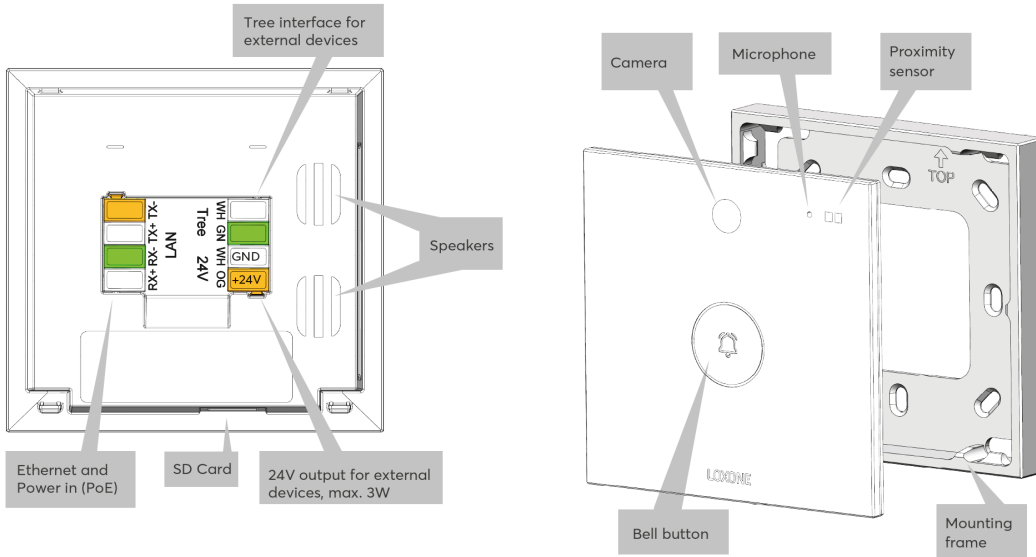 Tree interface for
external devices
TX-
TX+
RX-
RX+
LAN
Tree
24V
WH
GN
WH
OG
GND
+24V
Speakers
Ethernet and
Power in (PoE)
SD Card
24V output for external
devices, max. 3W
Camera
Microphone
Proximity
sensor
TOP
LOXONE
Bell button
Mounting
frame